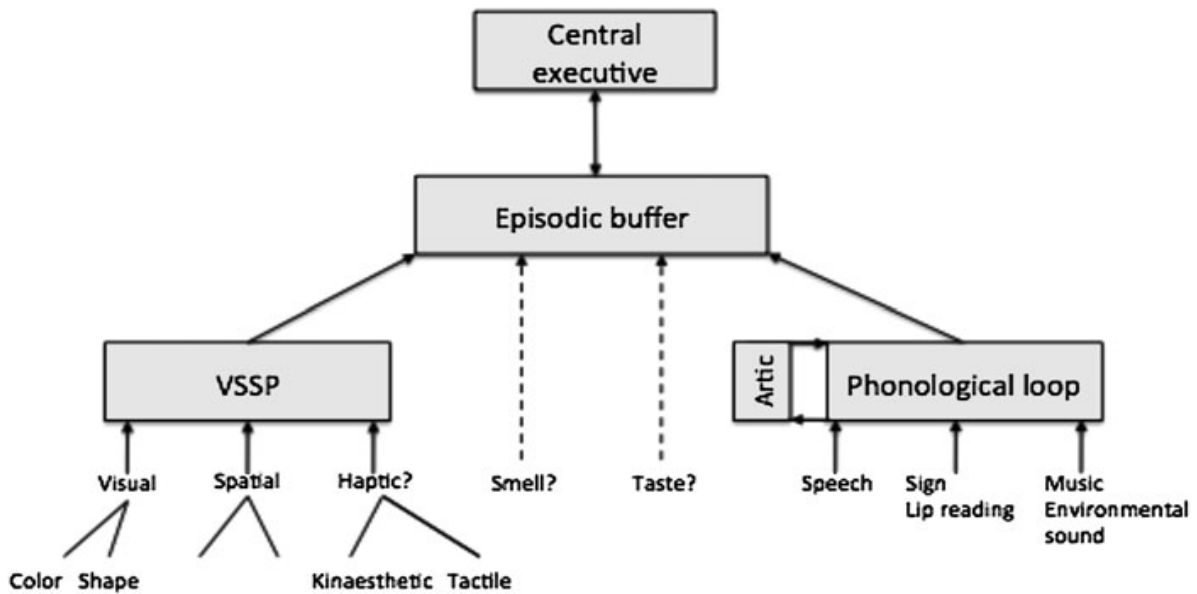 Central
executive
Episodic buffer
VSSP
Artic
Phonological loop
Visual
Spatial
Haptic?
Smell?
Taste?
Speech
Sign
Lip reading
Music
Environmental
sound
Color
Shape
Kinaesthetic
Tactile